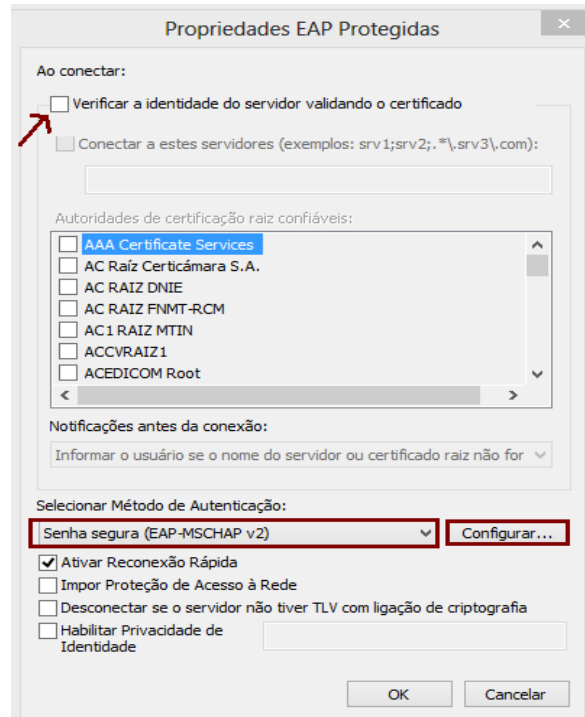 Propriedades EAP Protegidas
Ao conectar:
Verificar a identidade do servidor validando o certificado
Conectar a estes servidores (exemplos: srv1;srv2;.*\.srv3\.com):
Autoridades de certificação raiz confiáveis:
AAA Certificate Services
AC Raíz Certicámara S.A.
AC RAIZ DNIE
AC RAIZ FNMT-RCM
AC1 RAIZ MTIN
ACCVRAIZ1
ACEDICOM Root
Notificações antes da conexão:
Informar o usuário se o nome do servidor ou certificado raiz não for
Selecionar Método de Autenticação:
Senha segura (EAP-MSCHAP v2) Configurar...
Ativar Reconexão Rápida
Impor Proteção de Acesso à Rede
Desconectar se o servidor não tiver TLV com ligação de criptografia
Habilitar Privacidade de
Identidade
OK Cancelar